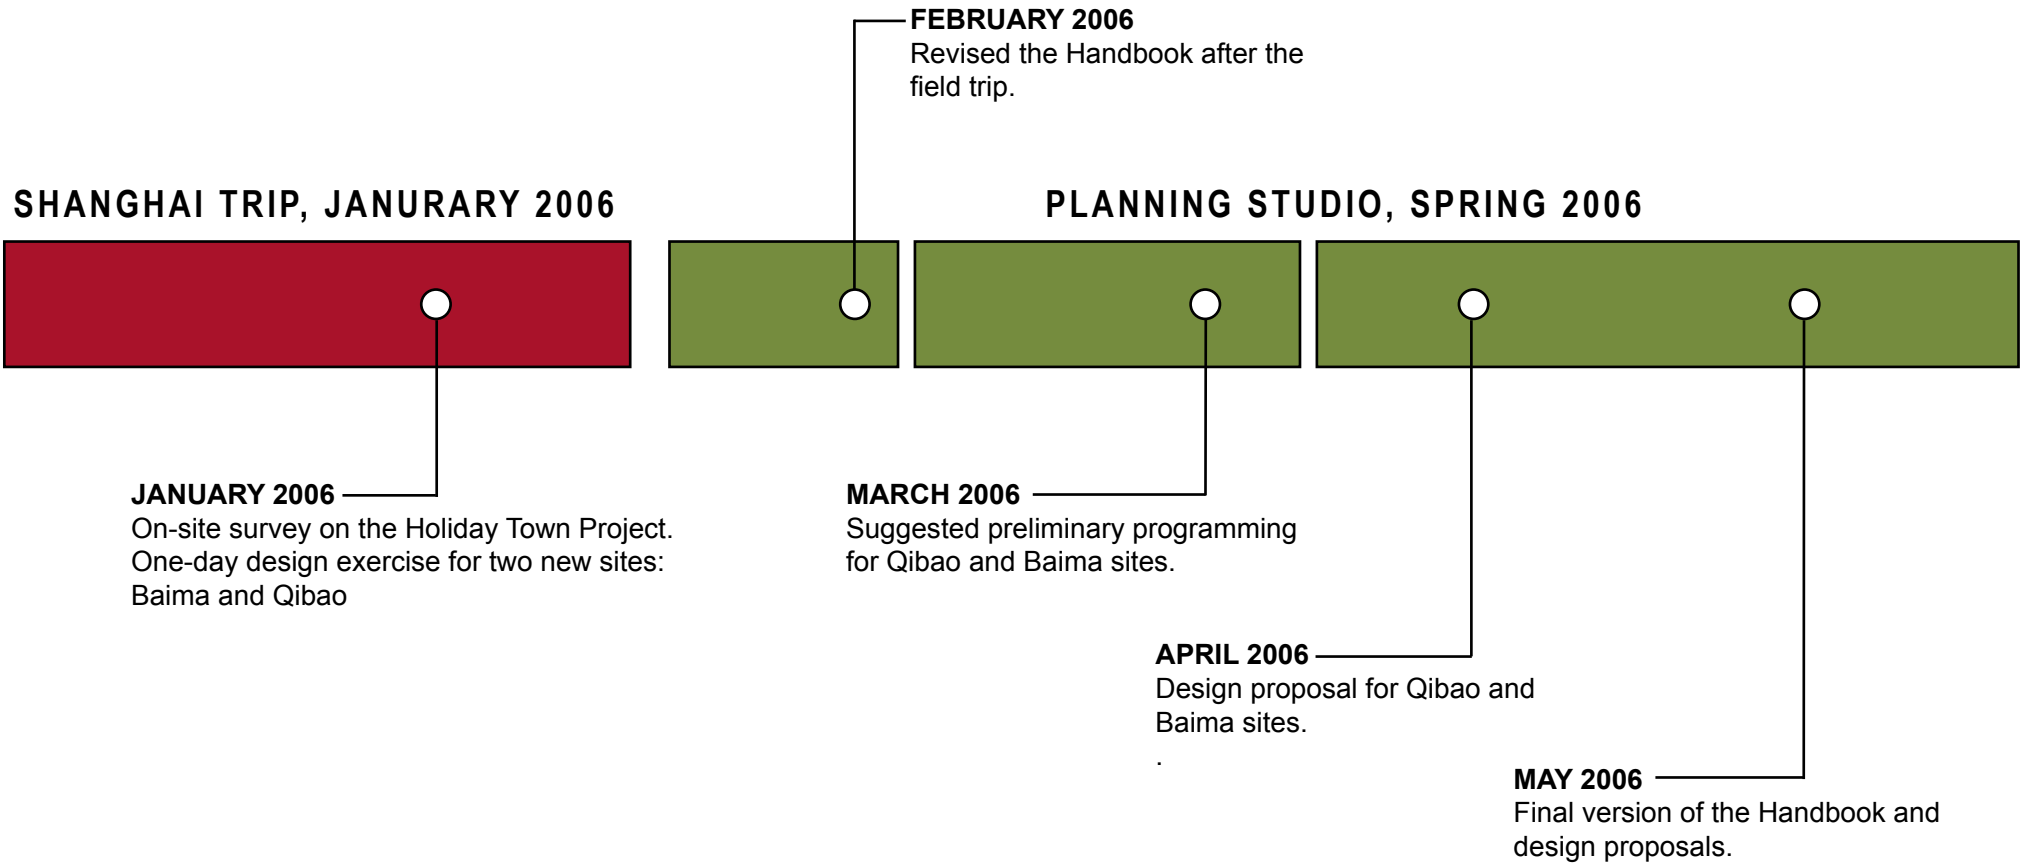 FEBRUARY 2006
Revised the Handbook after the
field trip.
SHANGHAI TRIP, JANURARY 2006
PLANNING STUDIO, SPRING 2006
JANUARY 2006
On-site survey on the Holiday Town Project.
One-day design exercise for two new sites:
Baima and Qibao
MARCH 2006
Suggested preliminary programming
for Qibao and Baima sites.
APRIL 2006
Design proposal for Qibao and
Baima sites.
.
MAY 2006
Final version of the Handbook and
design proposals.